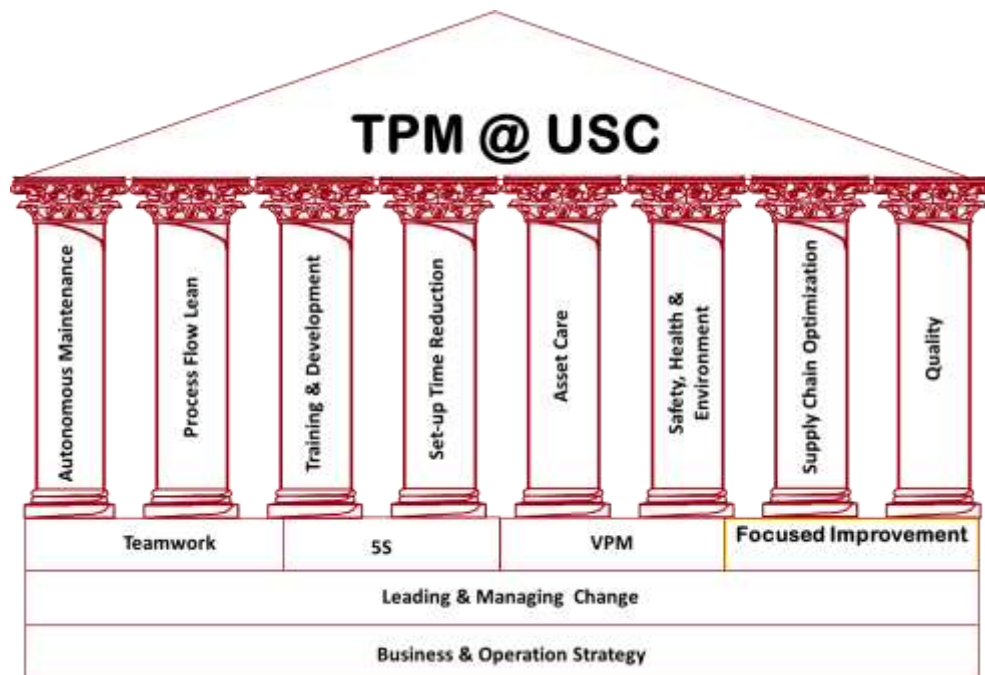 TPM @ USC
Autonomous Maintenance
Process Flow Lean
Training & Development
Set-up Time Reduction
Asset Care
Safety, Health &
Environment
Supply Chain Optimization
Quality
Teamwork
5S
VPM
Focused Improvement
Leading & Managing Change
Business & Operation Strategy